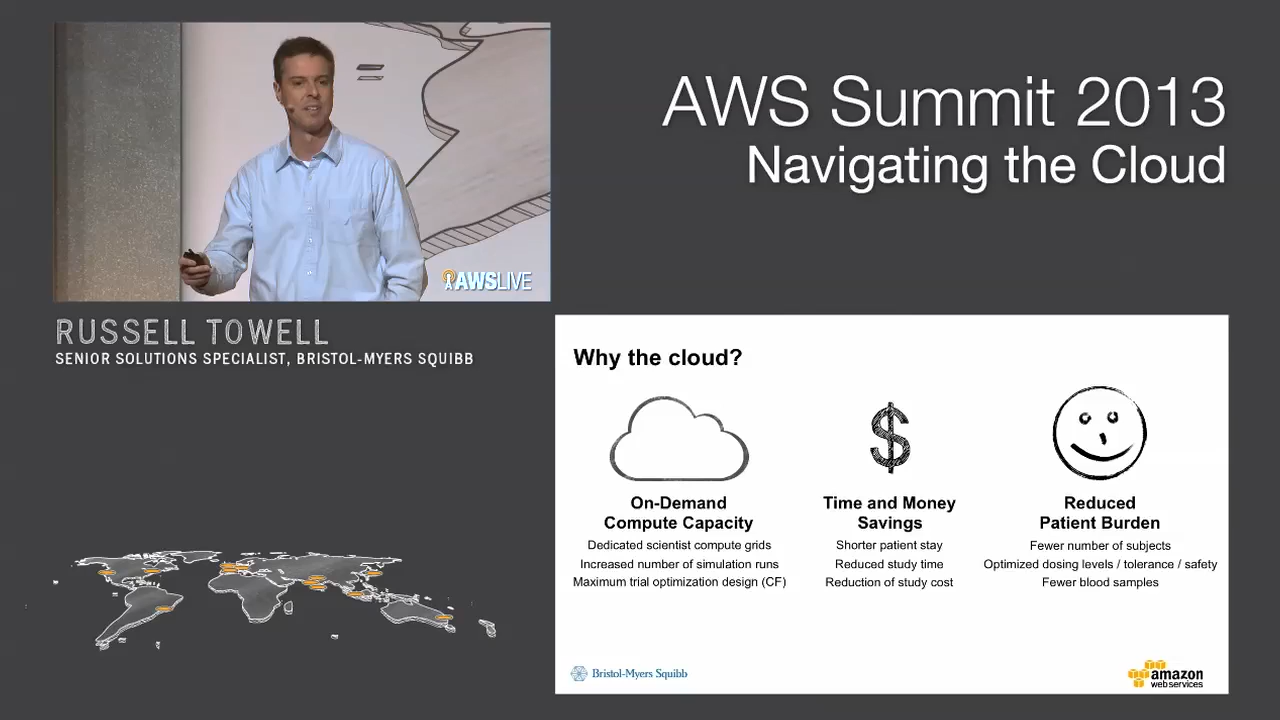 AWS Summit 2013
Navigating the Cloud
AWSLIVE
RUSSELL TOWELL
SENIOR SOLUTIONS SPECIALIST, BRISTOL-MYERS SQUIBB
Why the cloud?
On-Demand
Compute Capacity
Dedicated scientist compute grids
Increased number of simulation runs
Maximum trial optimization design (CF)
Time and Money
Savings
Shorter patient stay
Reduced study time
Reduction of study cost
Reduced
Patient Burden
Fewer number of subjects
Optimized dosing levels / tolerance / safety
Fewer blood samples
Bristol-Myers Squibb
amazon
webservices